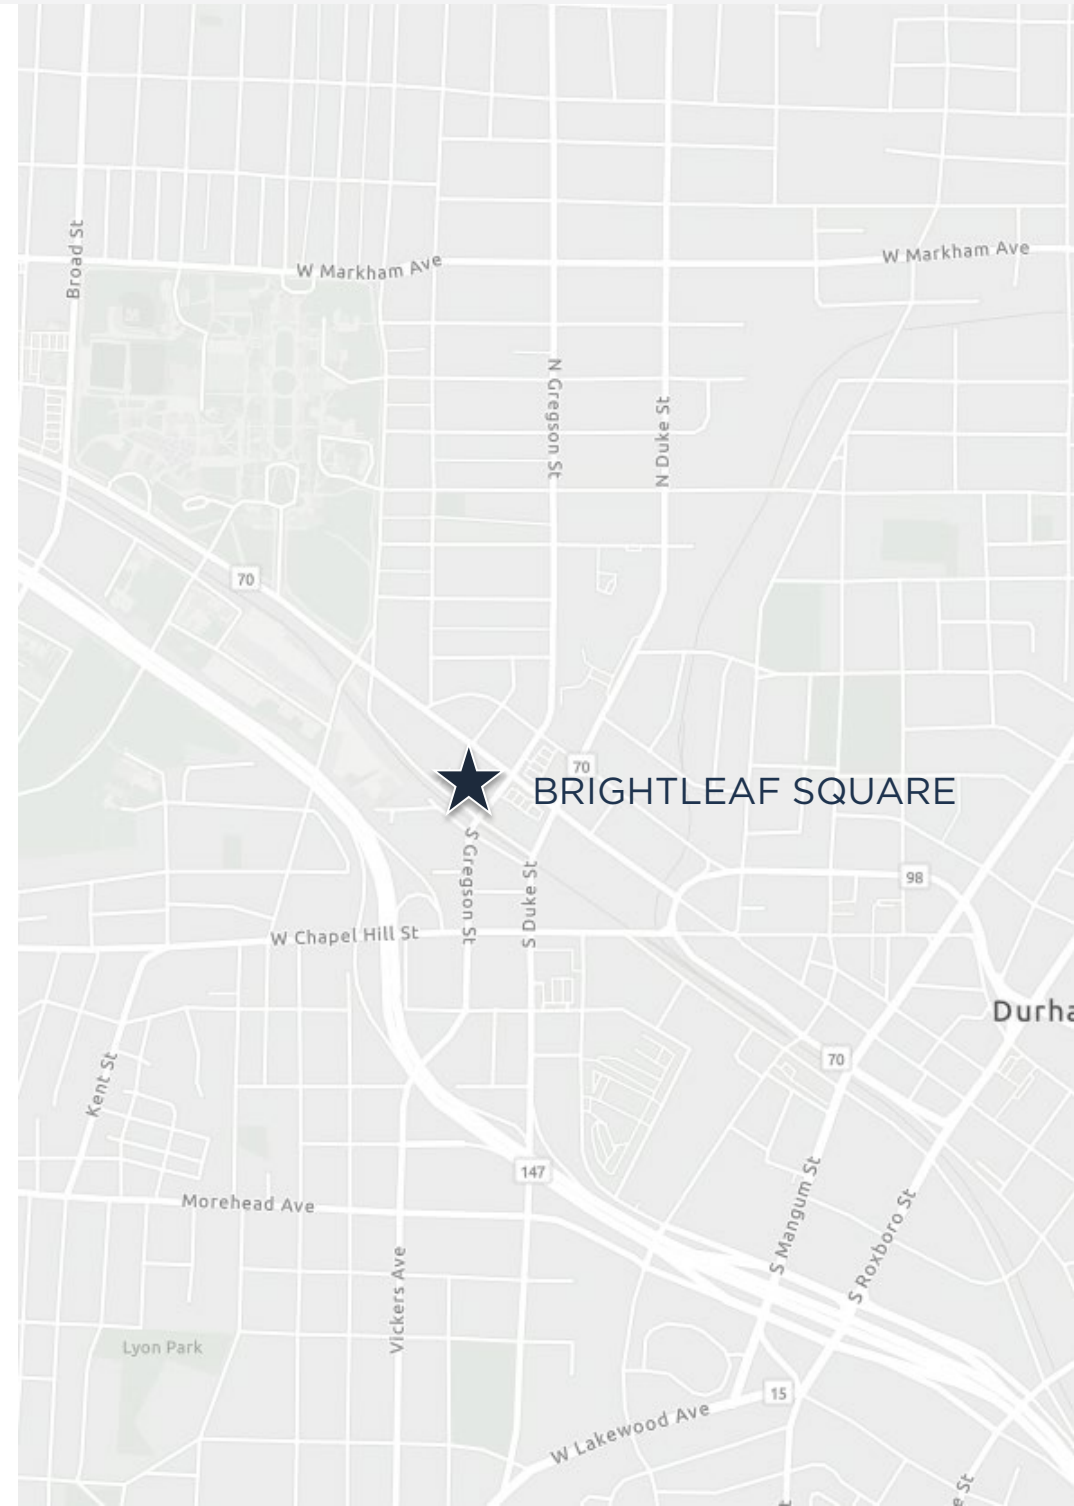 Broad St
W Markham Ave
W Markham Ave
N Gregson St
N Duke St
70
70
BRIGHTLEAF SQUARE
S Gregson St
S Duke St
98
W Chapel Hill St
Durha
70
Kent St
147
S Mangum St
Morehead Ave
S Roxboro St
Vickers Ave
Lyon Park
15
W Lakewood Ave
e St
t